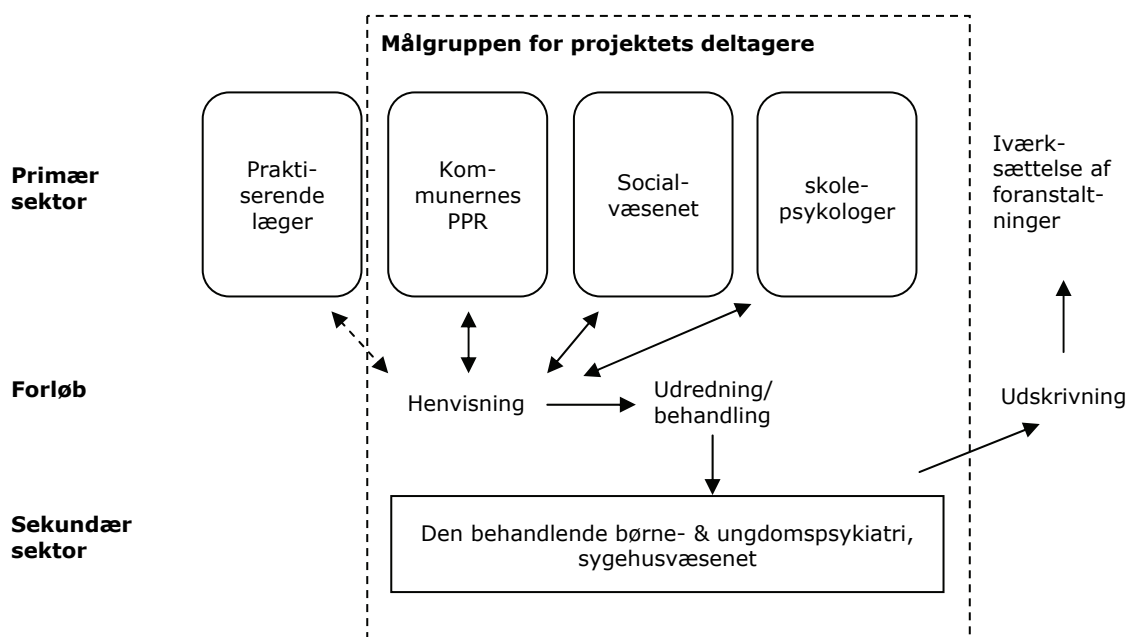 Målgruppen for projektets deltagere
Primær
sektor
Prakti-
serende
læger
Kom-
munernes
PPR
Social-
væsenet
skole-
psykologer
Iværk-
sættelse af
foranstalt-
ninger
Forløb
Henvisning
Udredning/
behandling
Udskrivning
Sekundær
sektor
Den behandlende børne- & ungdomspsykiatri,
sygehusvæsenet